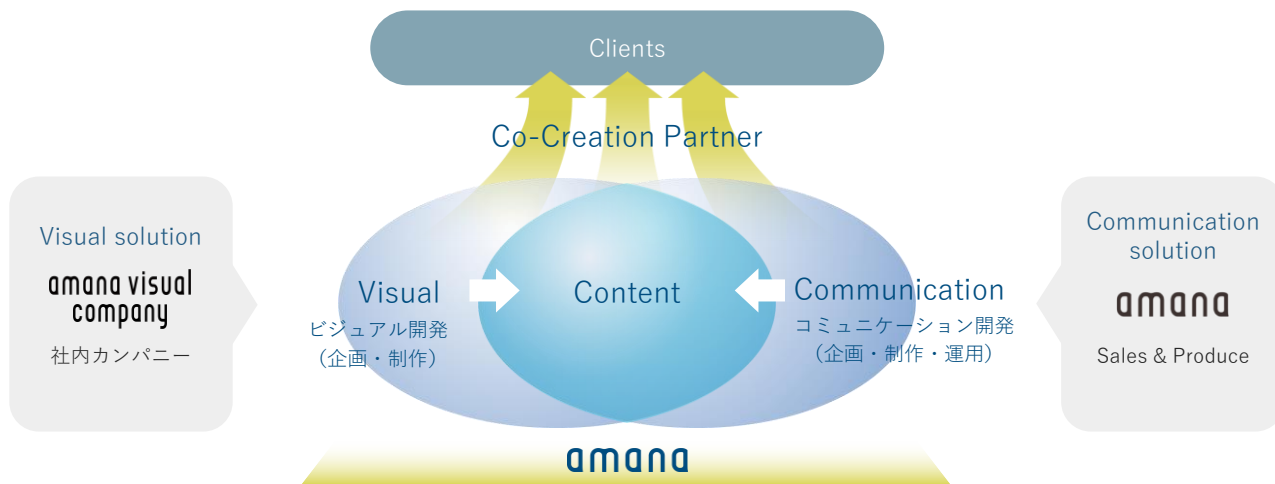 Clients
Co-Creation Partner
Visual solution
amana visual
company
社内カンパニー
Visual
ビジュアル開発
（企画・制作）
Content
Communication
コミュニケーション開発
（企画・制作・運用）
Communication
solution
amana
Sales & Produce
amana